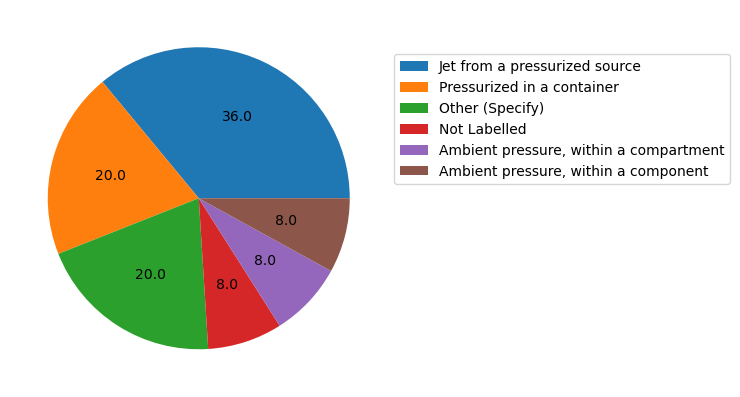 36.0
20.0
20.0
8.0
8.0
8.0
Jet from a pressurized source
Pressurized in a container
Other (Specify)
Not Labelled
Ambient pressure, within a compartment
Ambient pressure, within a component